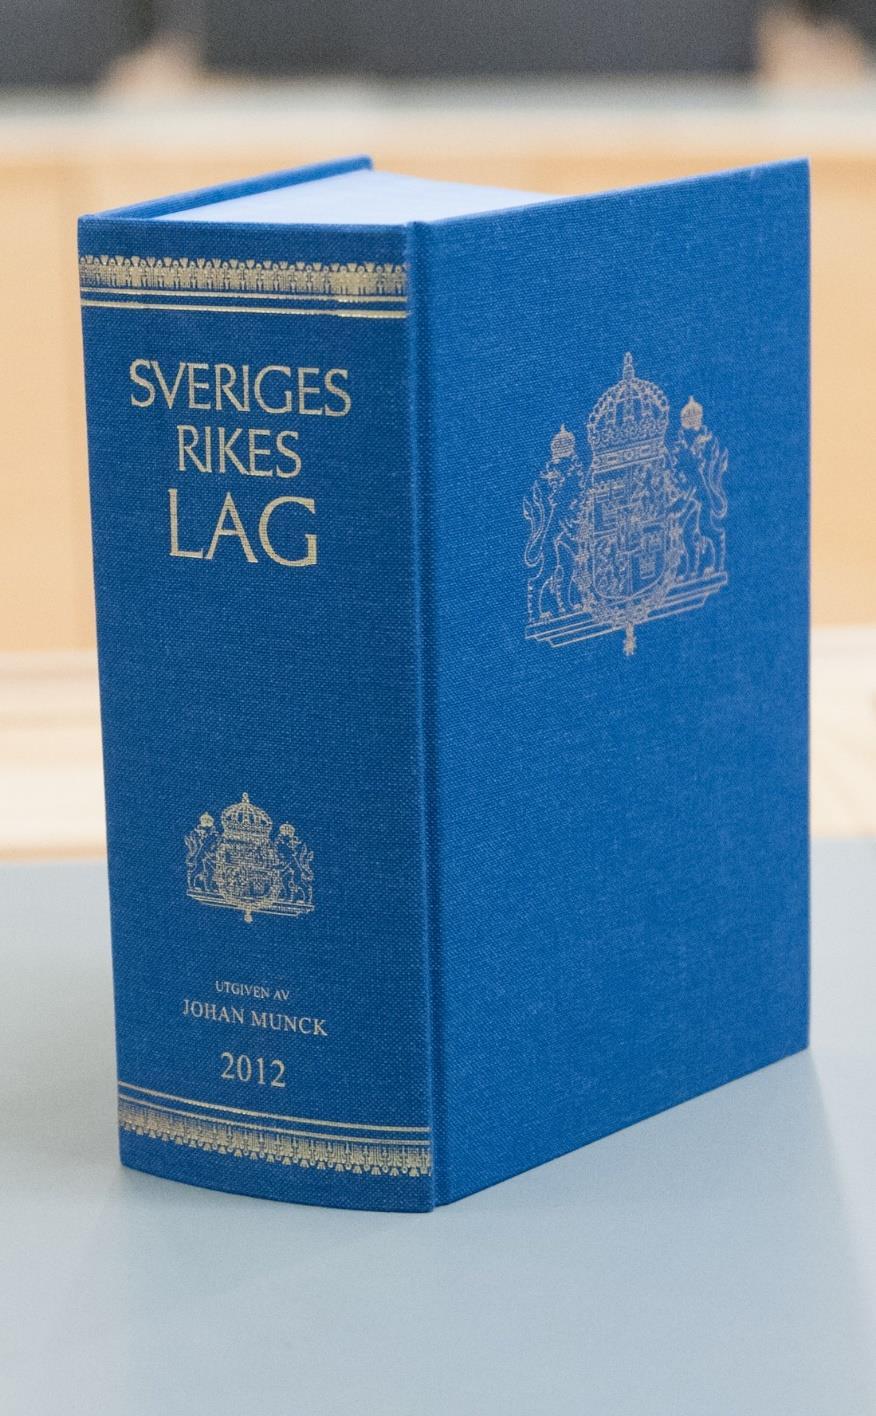 SVERIGES
RIKES
LAG
UTGIVEN AV
JOHAN MUNCK
2012